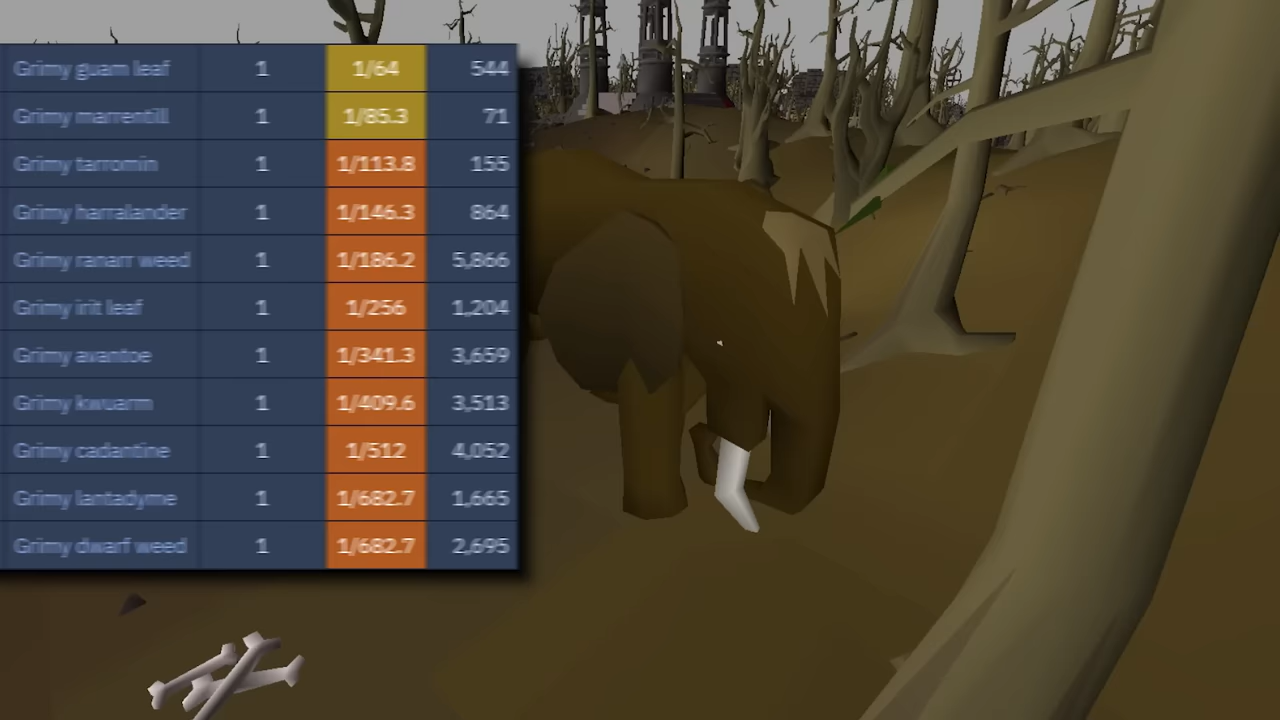 Grimy guam leaf 1 1/64 544
Grimy marrentill 1 1/85.3 71
Grimy tarromin 1 1/113.8 155
Grimy harralander 1 1/146.3 864
Grimy ranarr weed 1 1/186.2 5,866
Grimy irit leaf 1 1/256 1,204
Grimy avantoe 1 1/341.3 3,659
Grimy kwuarm 1 1/409.6 3,513
Grimy cadantine 1 1/512 4,052
Grimy lantadyme 1 1/682.7 1,665
Grimy dwarf weed 1 1/682.7 2,695